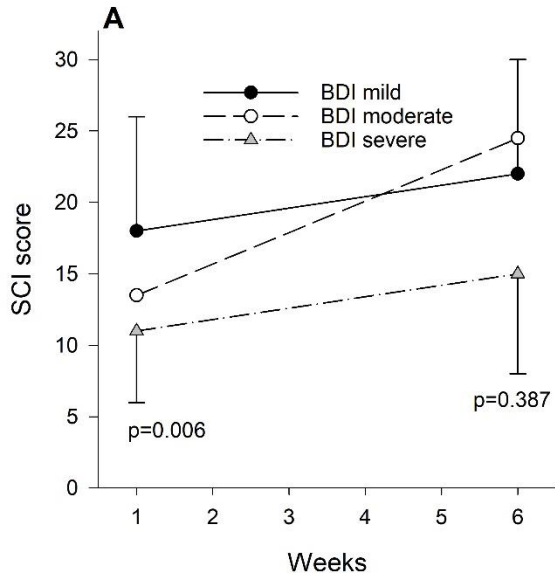 A
30
25
20
15
10
5
0
SCI score
BDI mild
BDI moderate
BDI severe
p=0.006
p=0.387
1 2 3 4 5 6
Weeks